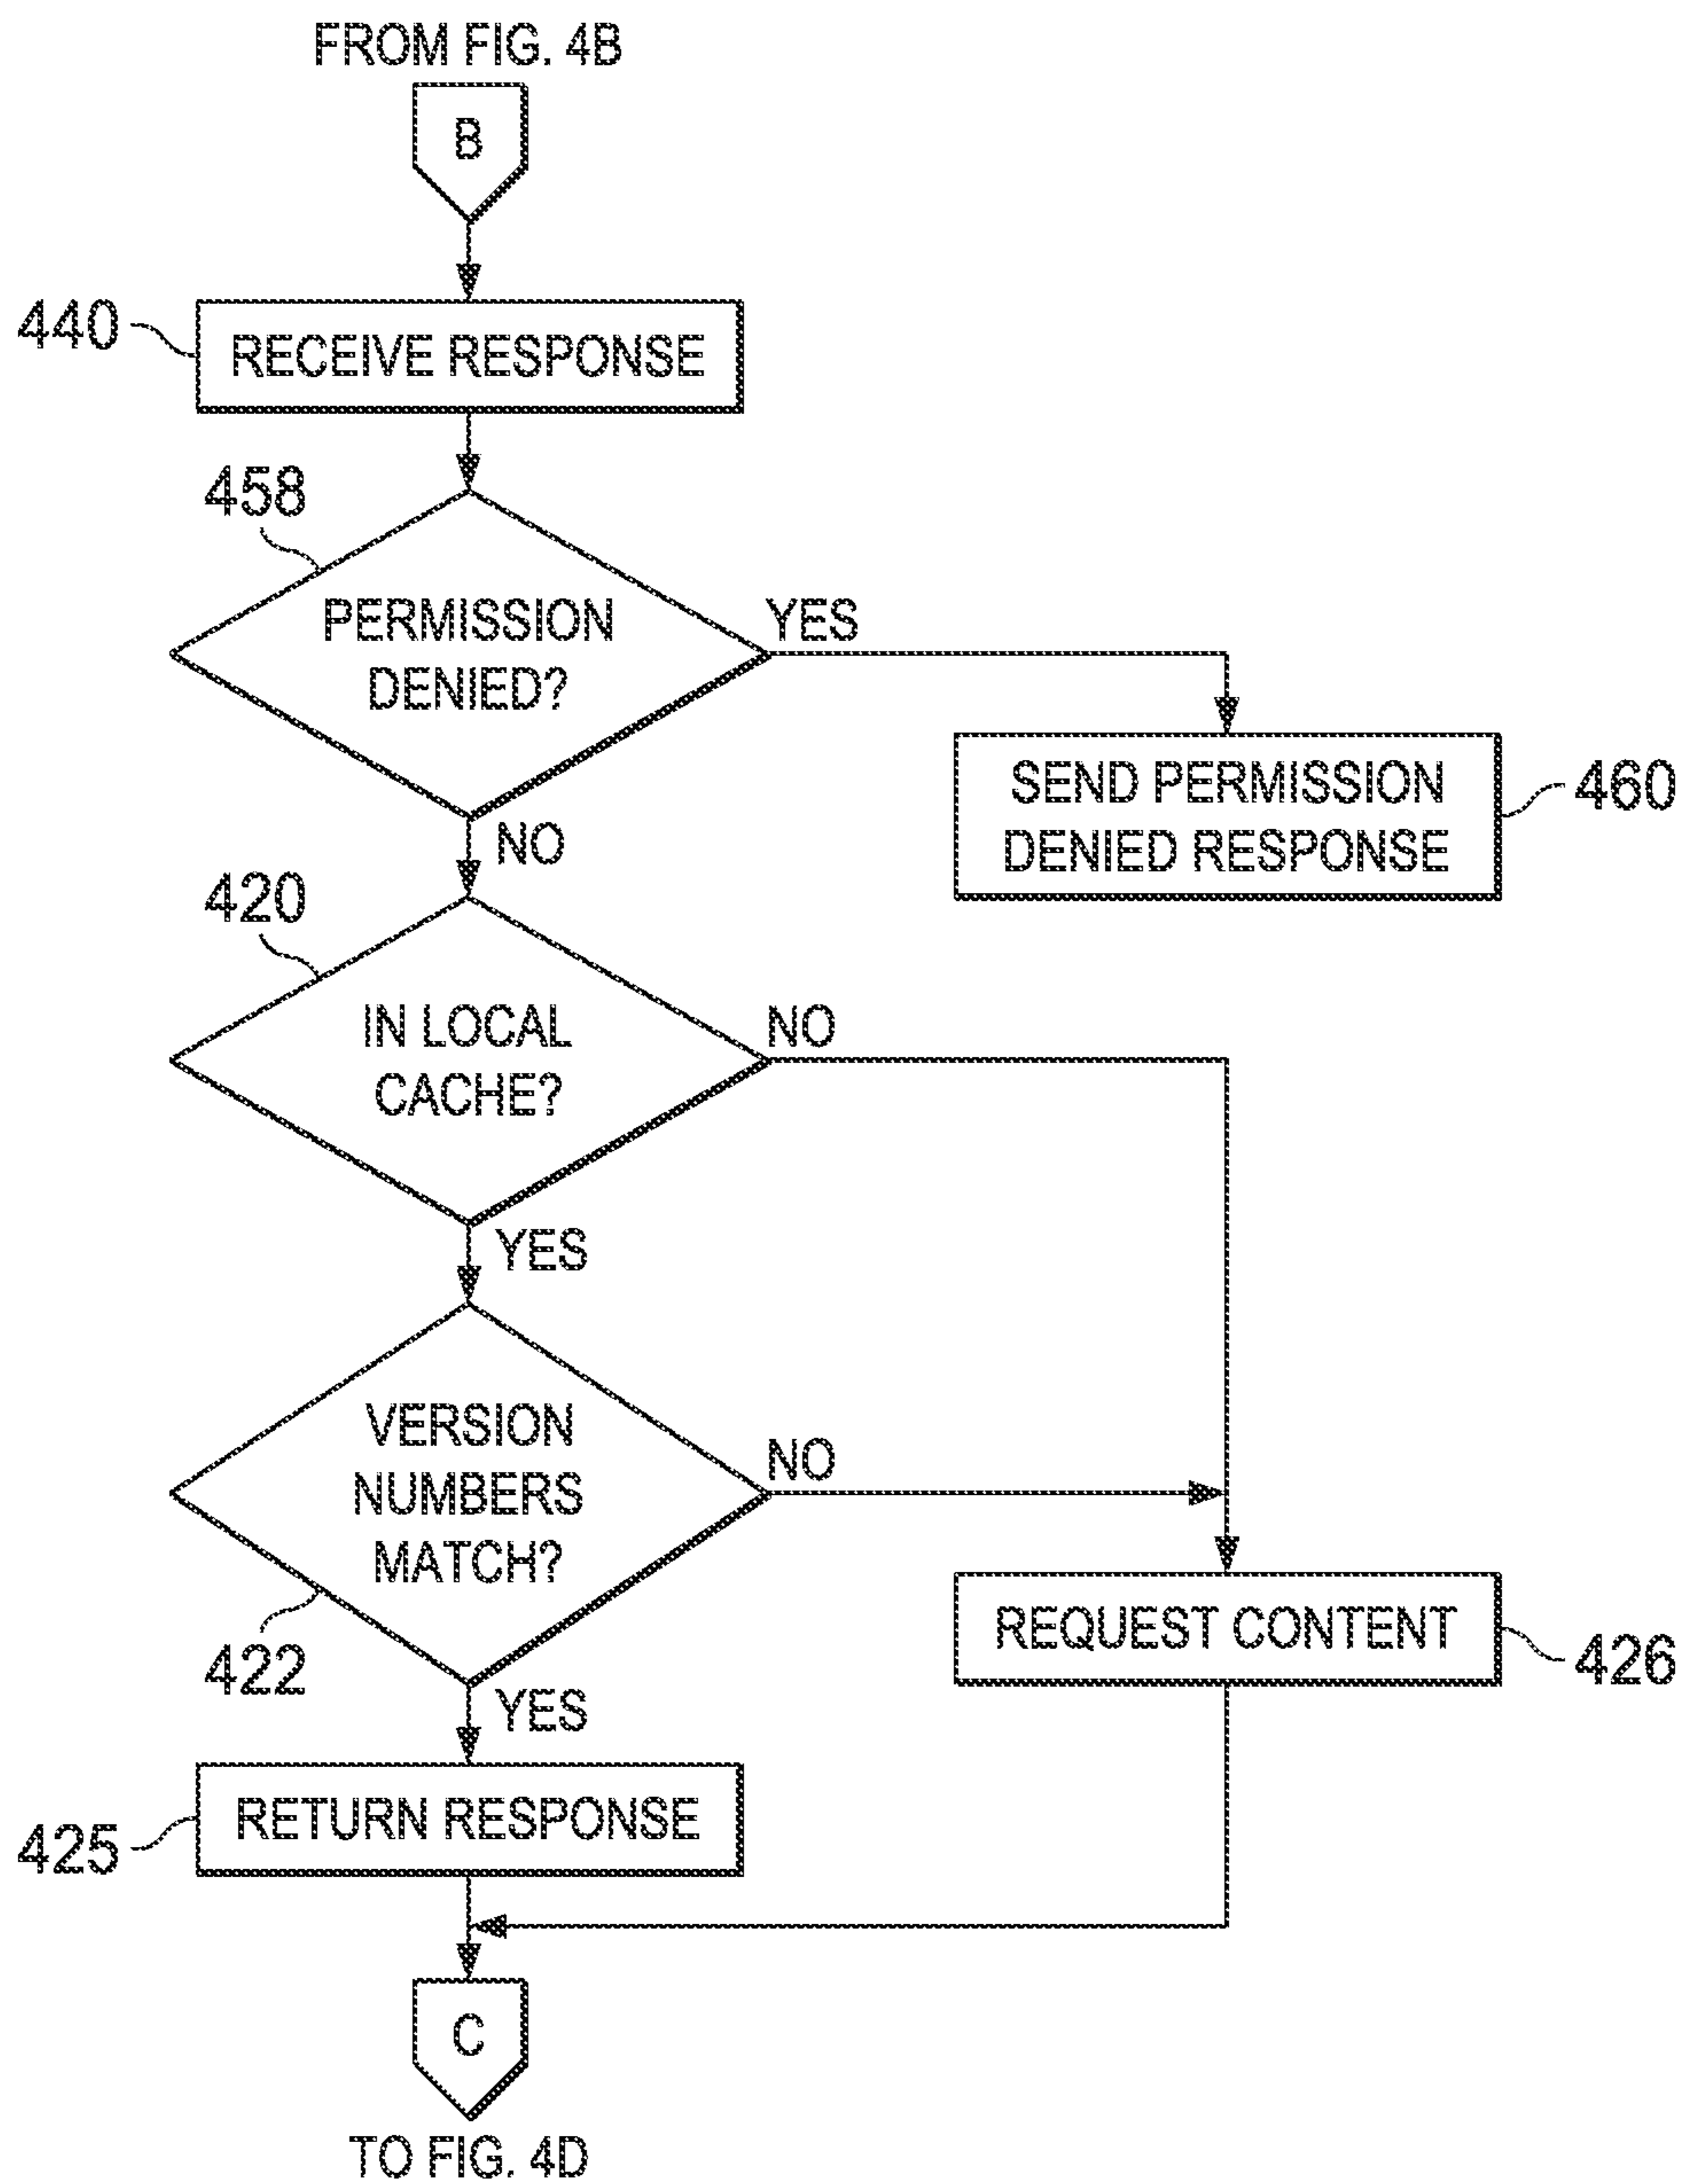 FROM FIG. 4B
B
440
RECEIVE RESPONSE
458
PERMISSION
DENIED?
YES
SEND PERMISSION
DENIED RESPONSE
460
NO
420
IN LOCAL
CACHE?
NO
YES
VERSION
NUMBERS
MATCH?
NO
422
REQUEST CONTENT
426
YES
RETURN RESPONSE
425
C
TO FIG. 4D